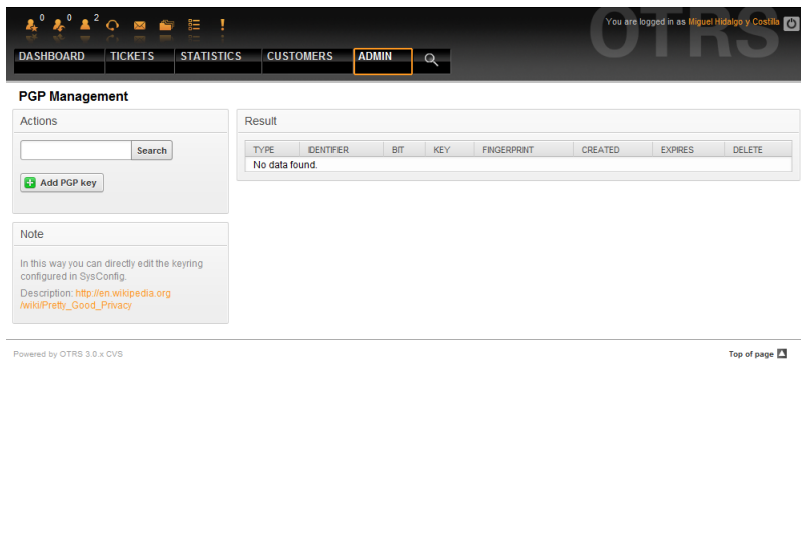 0 0 2
You are logged in as Miguel Hidalgo y Costilla
OTRS
DASHBOARD TICKETS STATISTICS CUSTOMERS ADMIN
PGP Management
Actions
Search
Add PGP key
Note
In this way you can directly edit the keyring
configured in SysConfig.
Description: http://en.wikipedia.org
/wiki/Pretty_Good_Privacy
Result
TYPE IDENTIFIER BIT KEY FINGERPRINT CREATED EXPIRES DELETE
No data found.
Powered by OTRS 3.0.x CVS
Top of page